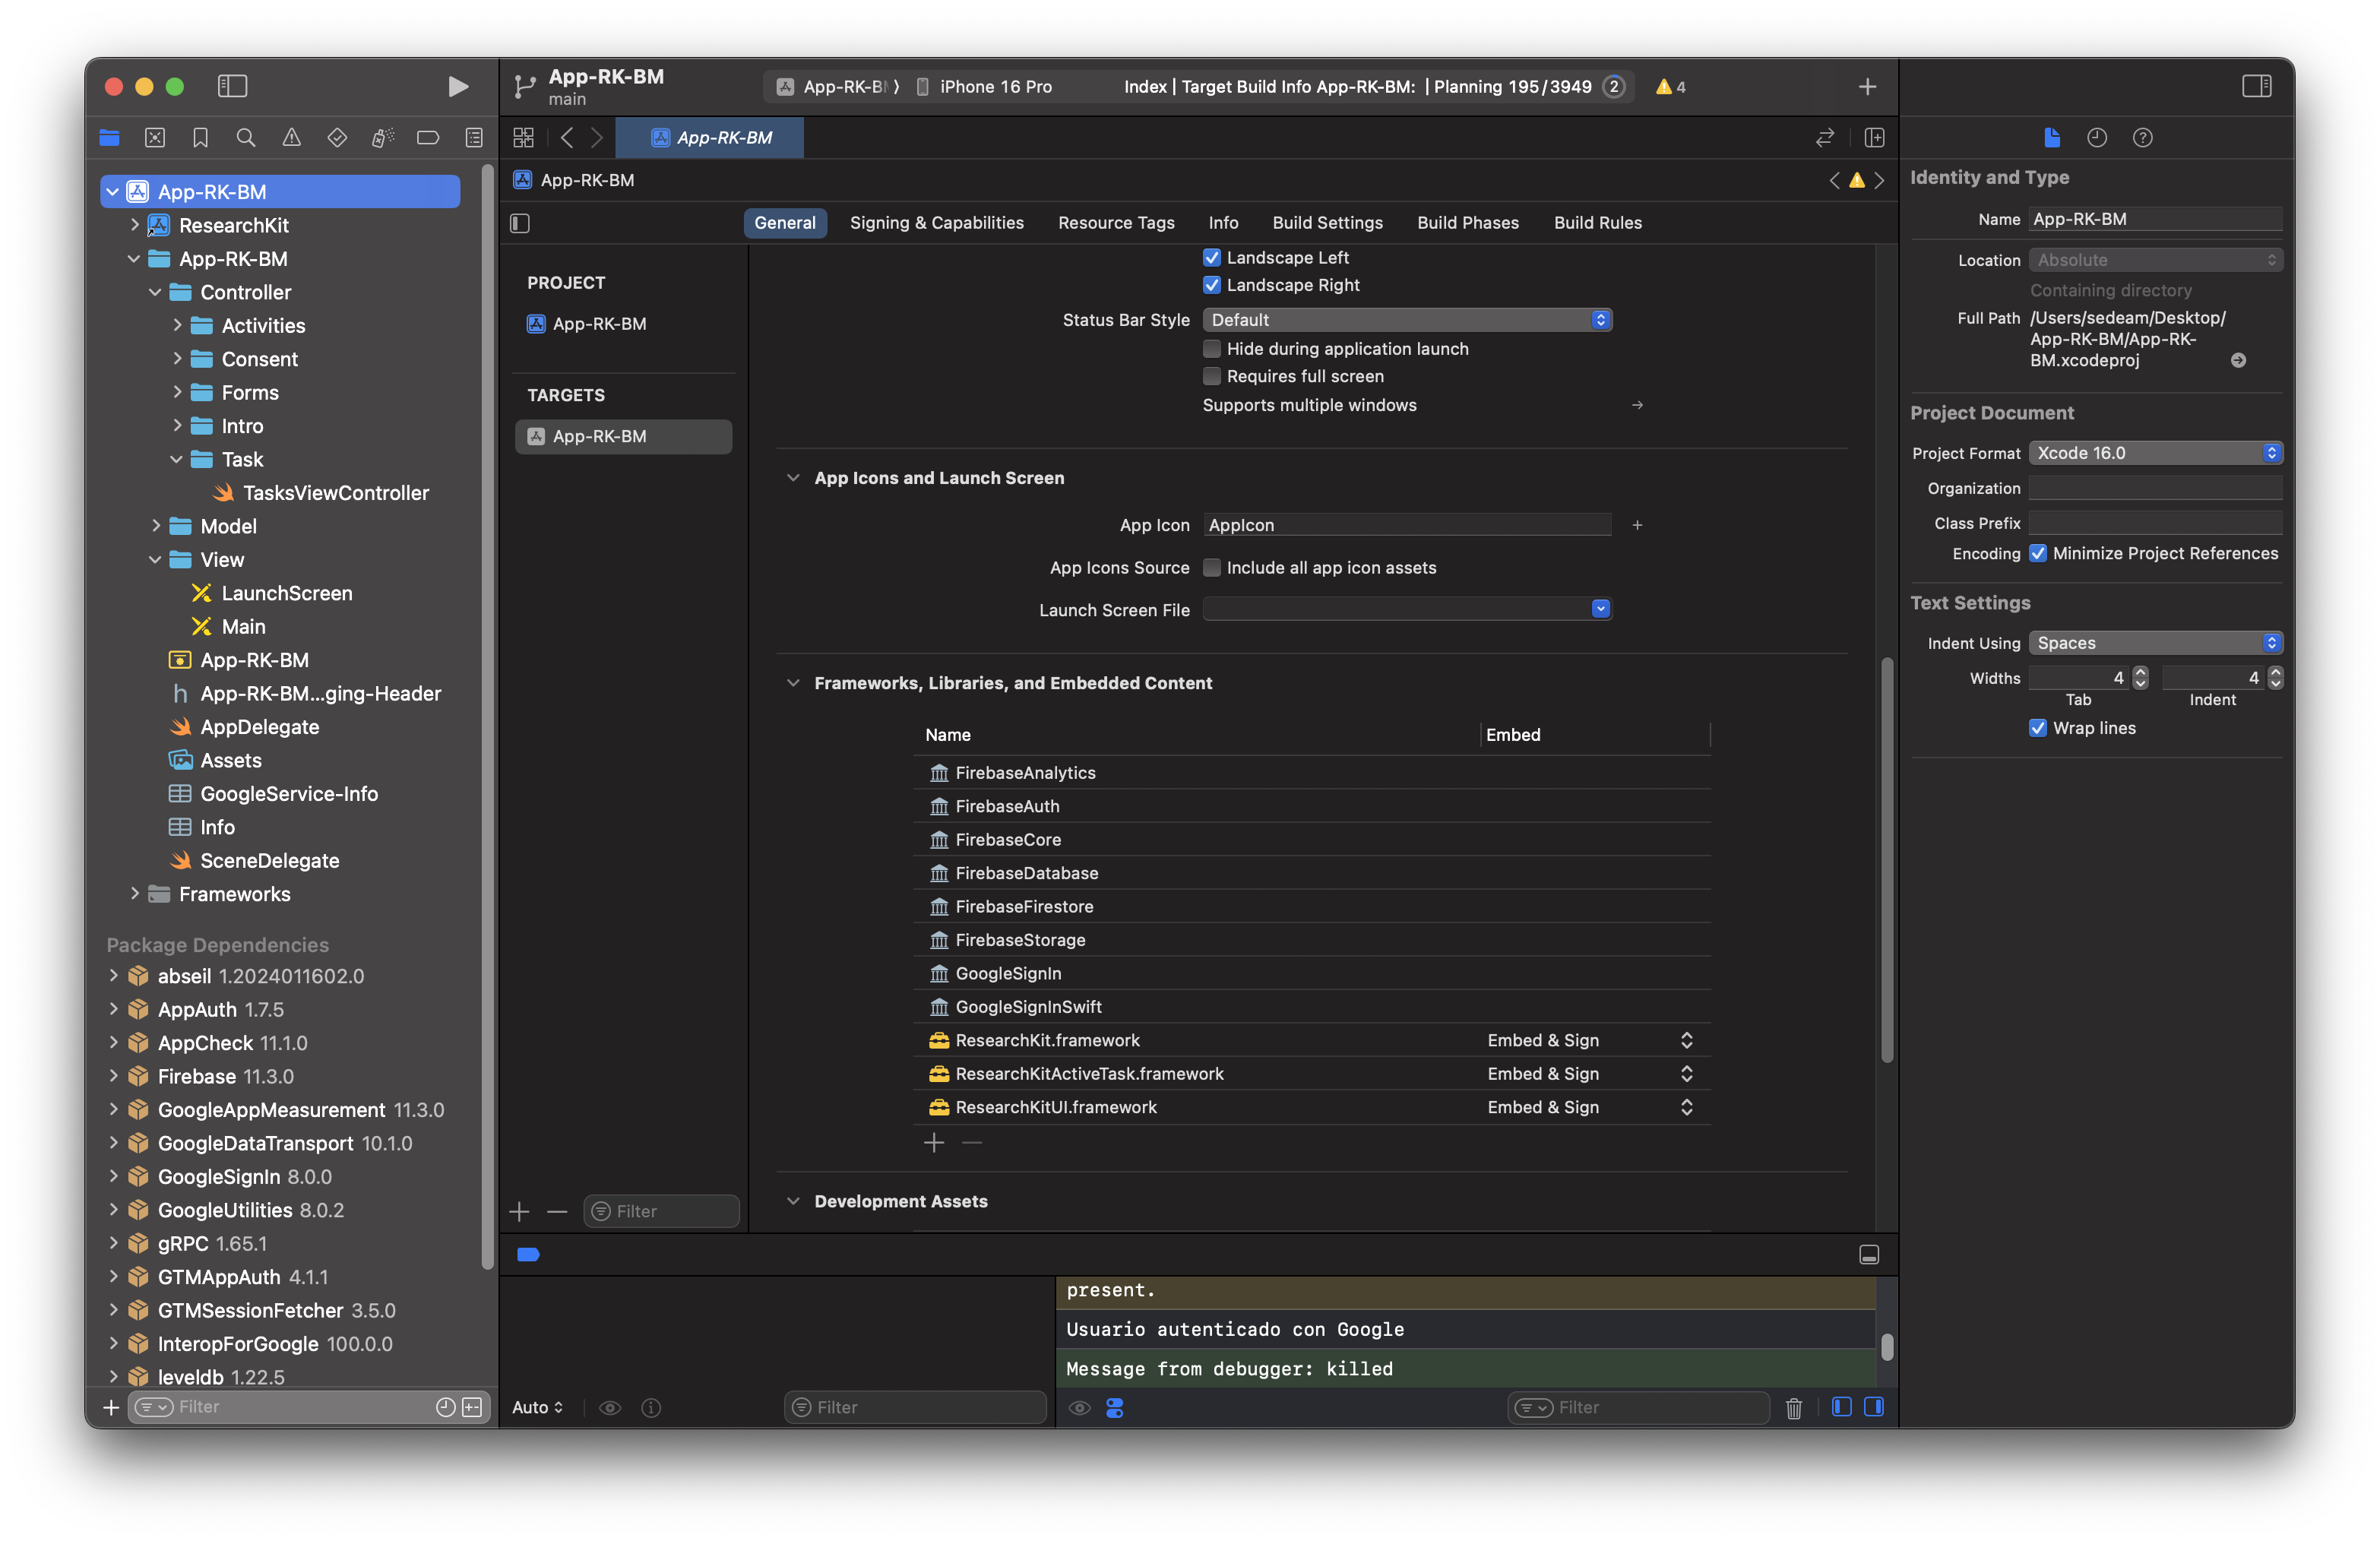 App-RK-BM
main
App-RK-BM
iPhone 16 Pro
Index | Target Build Info App-RK-BM: | Planning 195/3949
2
4
App-RK-BM
App-RK-BM
ResearchKit
App-RK-BM
Controller
Activities
Consent
Forms
Intro
Task
TasksViewController
Model
View
LaunchScreen
Main
App-RK-BM
App-RK-BM...ging-Header
AppDelegate
Assets
GoogleService-Info
Info
SceneDelegate
Frameworks
Package Dependencies
abseil 1.2024011602.0
AppAuth 1.7.5
AppCheck 11.1.0
Firebase 11.3.0
GoogleAppMeasurement 11.3.0
GoogleDataTransport 10.1.0
GoogleSignIn 8.0.0
GoogleUtilities 8.0.2
gRPC 1.65.1
GTMAppAuth 4.1.1
GTMSessionFetcher 3.5.0
InteropForGoogle 100.0.0
leveldb 1.22.5
Filter
App-RK-BM
General
Signing & Capabilities
Resource Tags
Info
Build Settings
Build Phases
Build Rules
PROJECT
App-RK-BM
TARGETS
App-RK-BM
Filter
Landscape Left
Landscape Right
Status Bar Style
Default
Hide during application launch
Requires full screen
Supports multiple windows
App Icons and Launch Screen
App Icon
AppIcon
App Icons Source
Include all app icon assets
Launch Screen File
Frameworks, Libraries, and Embedded Content
Name
Embed
FirebaseAnalytics
FirebaseAuth
FirebaseCore
FirebaseDatabase
FirebaseFirestore
FirebaseStorage
GoogleSignIn
GoogleSignInSwift
ResearchKit.framework
Embed & Sign
ResearchKitActiveTask.framework
Embed & Sign
ResearchKitUI.framework
Embed & Sign
Development Assets
present.
Usuario autenticado con Google
Message from debugger: killed
Auto
Filter
Filter
Identity and Type
Name
App-RK-BM
Location
Absolute
Containing directory
Full Path
/Users/sedeam/Desktop/
App-RK-BM/App-RK-
BM.xcodeproj
Project Document
Project Format
Xcode 16.0
Organization
Class Prefix
Encoding
Minimize Project References
Text Settings
Indent Using
Spaces
Widths
4
4
Tab
Indent
Wrap lines